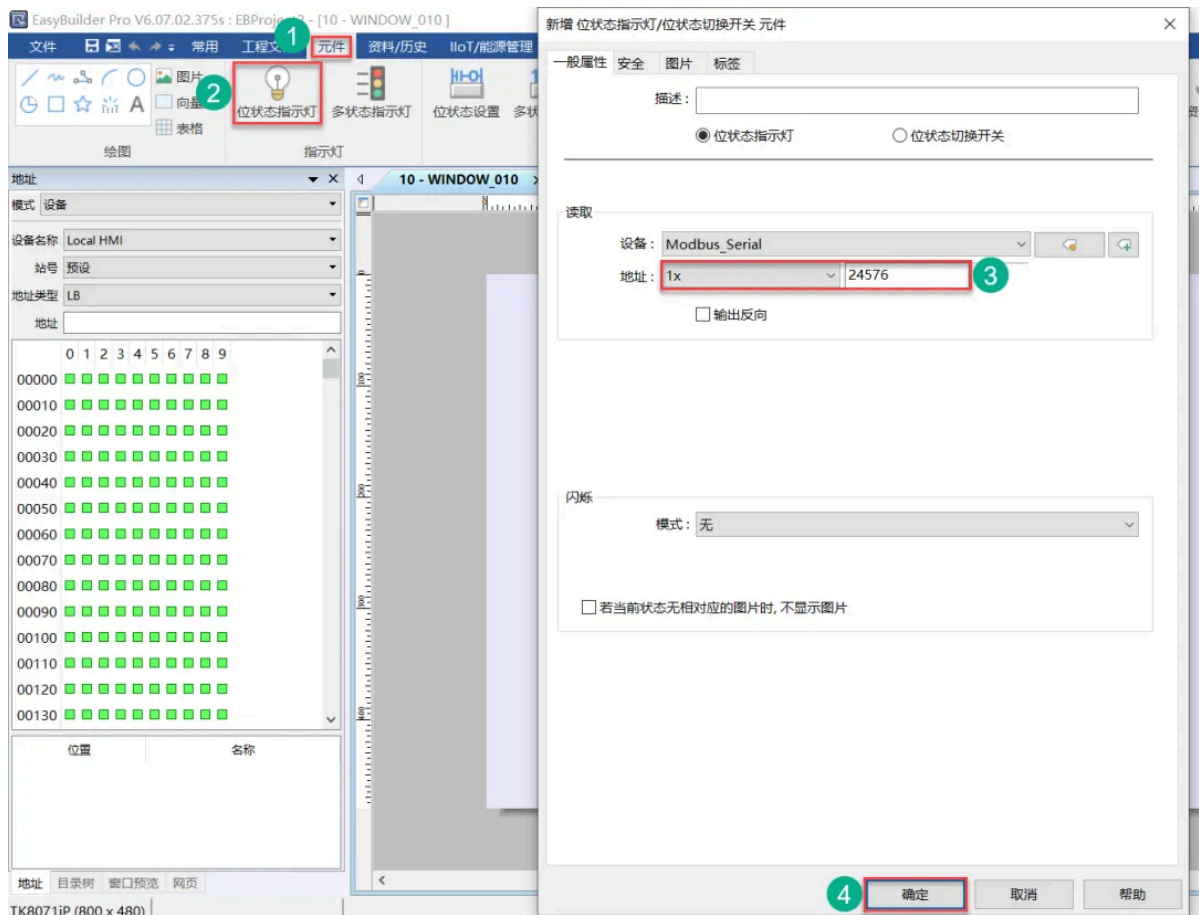 EasyBuilder Pro V6.07.02.375s : EBProject2 - [10 - WINDOW_010 ]
文件 常用 工程文 1 元件 资料/历史 IIoT/能源管理
图片
向量
表格
2
位状态指示灯 多状态指示灯 位状态设置 多状
绘图 指示灯
地址
模式 设备
设备名称 Local HMI
站号 预设
地址类型 LB
地址
0 1 2 3 4 5 6 7 8 9
00000
00010
00020
00030
00040
00050
00060
00070
00080
00090
00100
00110
00120
00130
位置 名称
地址 目录树 窗口预览 网页
TK8071iP (800 x 480)
10 - WINDOW_010
0
100
200
300
400
新增 位状态指示灯/位状态切换开关 元件
一般属性 安全 图片 标签
描述 :
位状态指示灯 位状态切换开关
读取
设备 : Modbus_Serial
地址 : 1x 24576 3
输出反向
闪烁
模式 : 无
若当前状态无相对应的图片时, 不显示图片
4 确定 取消 帮助